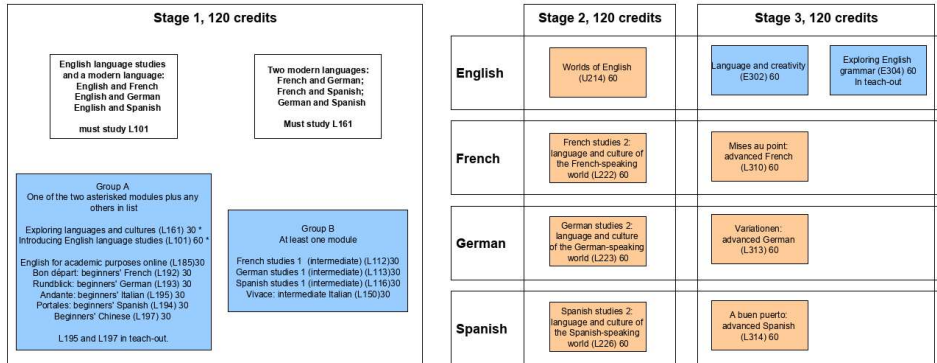 Stage 1, 120 credits
English language studies
and a modern language:
English and French
English and German
English and Spanish
must study L101
Two modern languages:
French and German;
French and Spanish;
German and Spanish
Must study L161
Group A
One of the two asterisked modules plus any
others in list
Exploring languages and cultures (L161) 30 *
Introducing English language studies (L101) 60 *
English for academic purposes online (L185)30
Bon départ: beginners' French (L192) 30
Rundblick: beginners' German (L193) 30
Andante: beginners' Italian (L195) 30
Portales: beginners' Spanish (L194) 30
Beginners' Chinese (L197) 30
L195 and L197 in teach-out.
Group B
At least one module
French studies 1 (intermediate) (L112)30
German studies 1 (intermediate) (L113)30
Spanish studies 1 (intermediate) (L116)30
Vivace: intermediate Italian (L150)30
Stage 2, 120 credits
Stage 3, 120 credits
English
Worlds of English
(U214) 60
Language and creativity
(E302) 60
Exploring English
grammar (E304) 60
In teach-out
French
French studies 2:
language and culture of
the French-speaking
world (L222) 60
Mises au point:
advanced French
(L310) 60
German
German studies 2:
language and culture
of the German-speaking
world (L223) 60
Variationen:
advanced German
(L313) 60
Spanish
Spanish studies 2:
language and culture of
the Spanish-speaking
world (L226) 60
A buen puerto:
advanced Spanish
(L314) 60